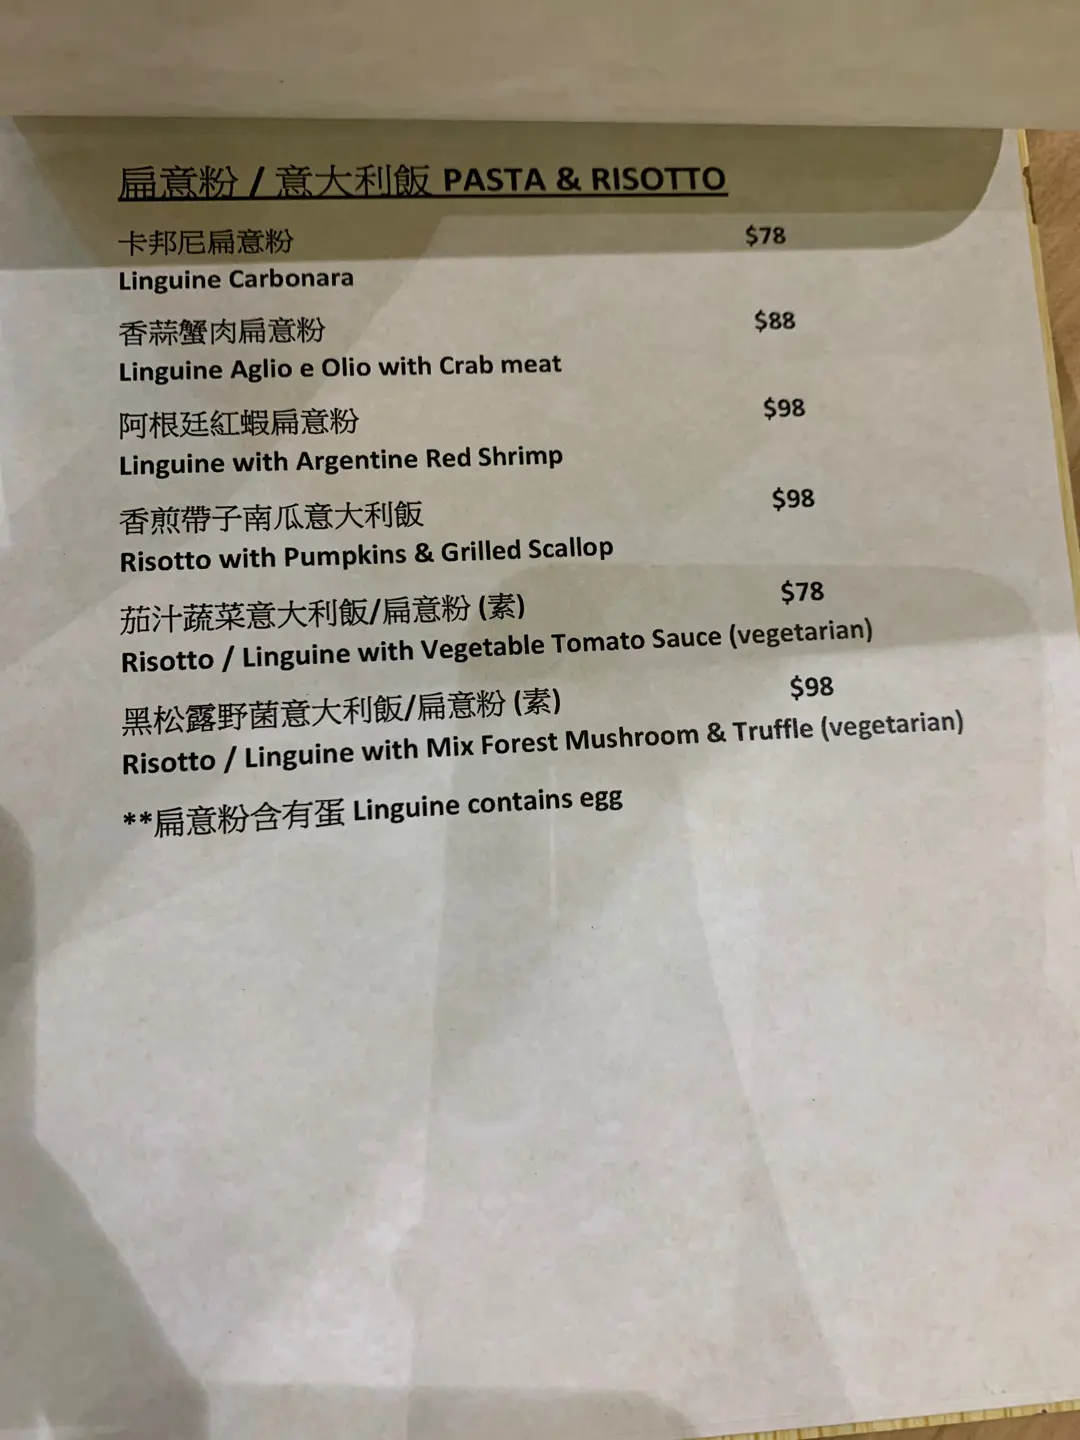 扁意粉 / 意大利飯 PASTA & RISOTTO
卡邦尼扁意粉 $78
Linguine Carbonara
香蒜蟹肉扁意粉 $88
Linguine Aglio e Olio with Crab meat
阿根廷紅蝦扁意粉 $98
Linguine with Argentine Red Shrimp
香煎帶子南瓜意大利飯 $98
Risotto with Pumpkins & Grilled Scallop
茄汁蔬菜意大利飯/扁意粉 (素) $78
Risotto / Linguine with Vegetable Tomato Sauce (vegetarian)
黑松露野菌意大利飯/扁意粉 (素) $98
Risotto / Linguine with Mix Forest Mushroom & Truffle (vegetarian)
**扁意粉含有蛋 Linguine contains egg